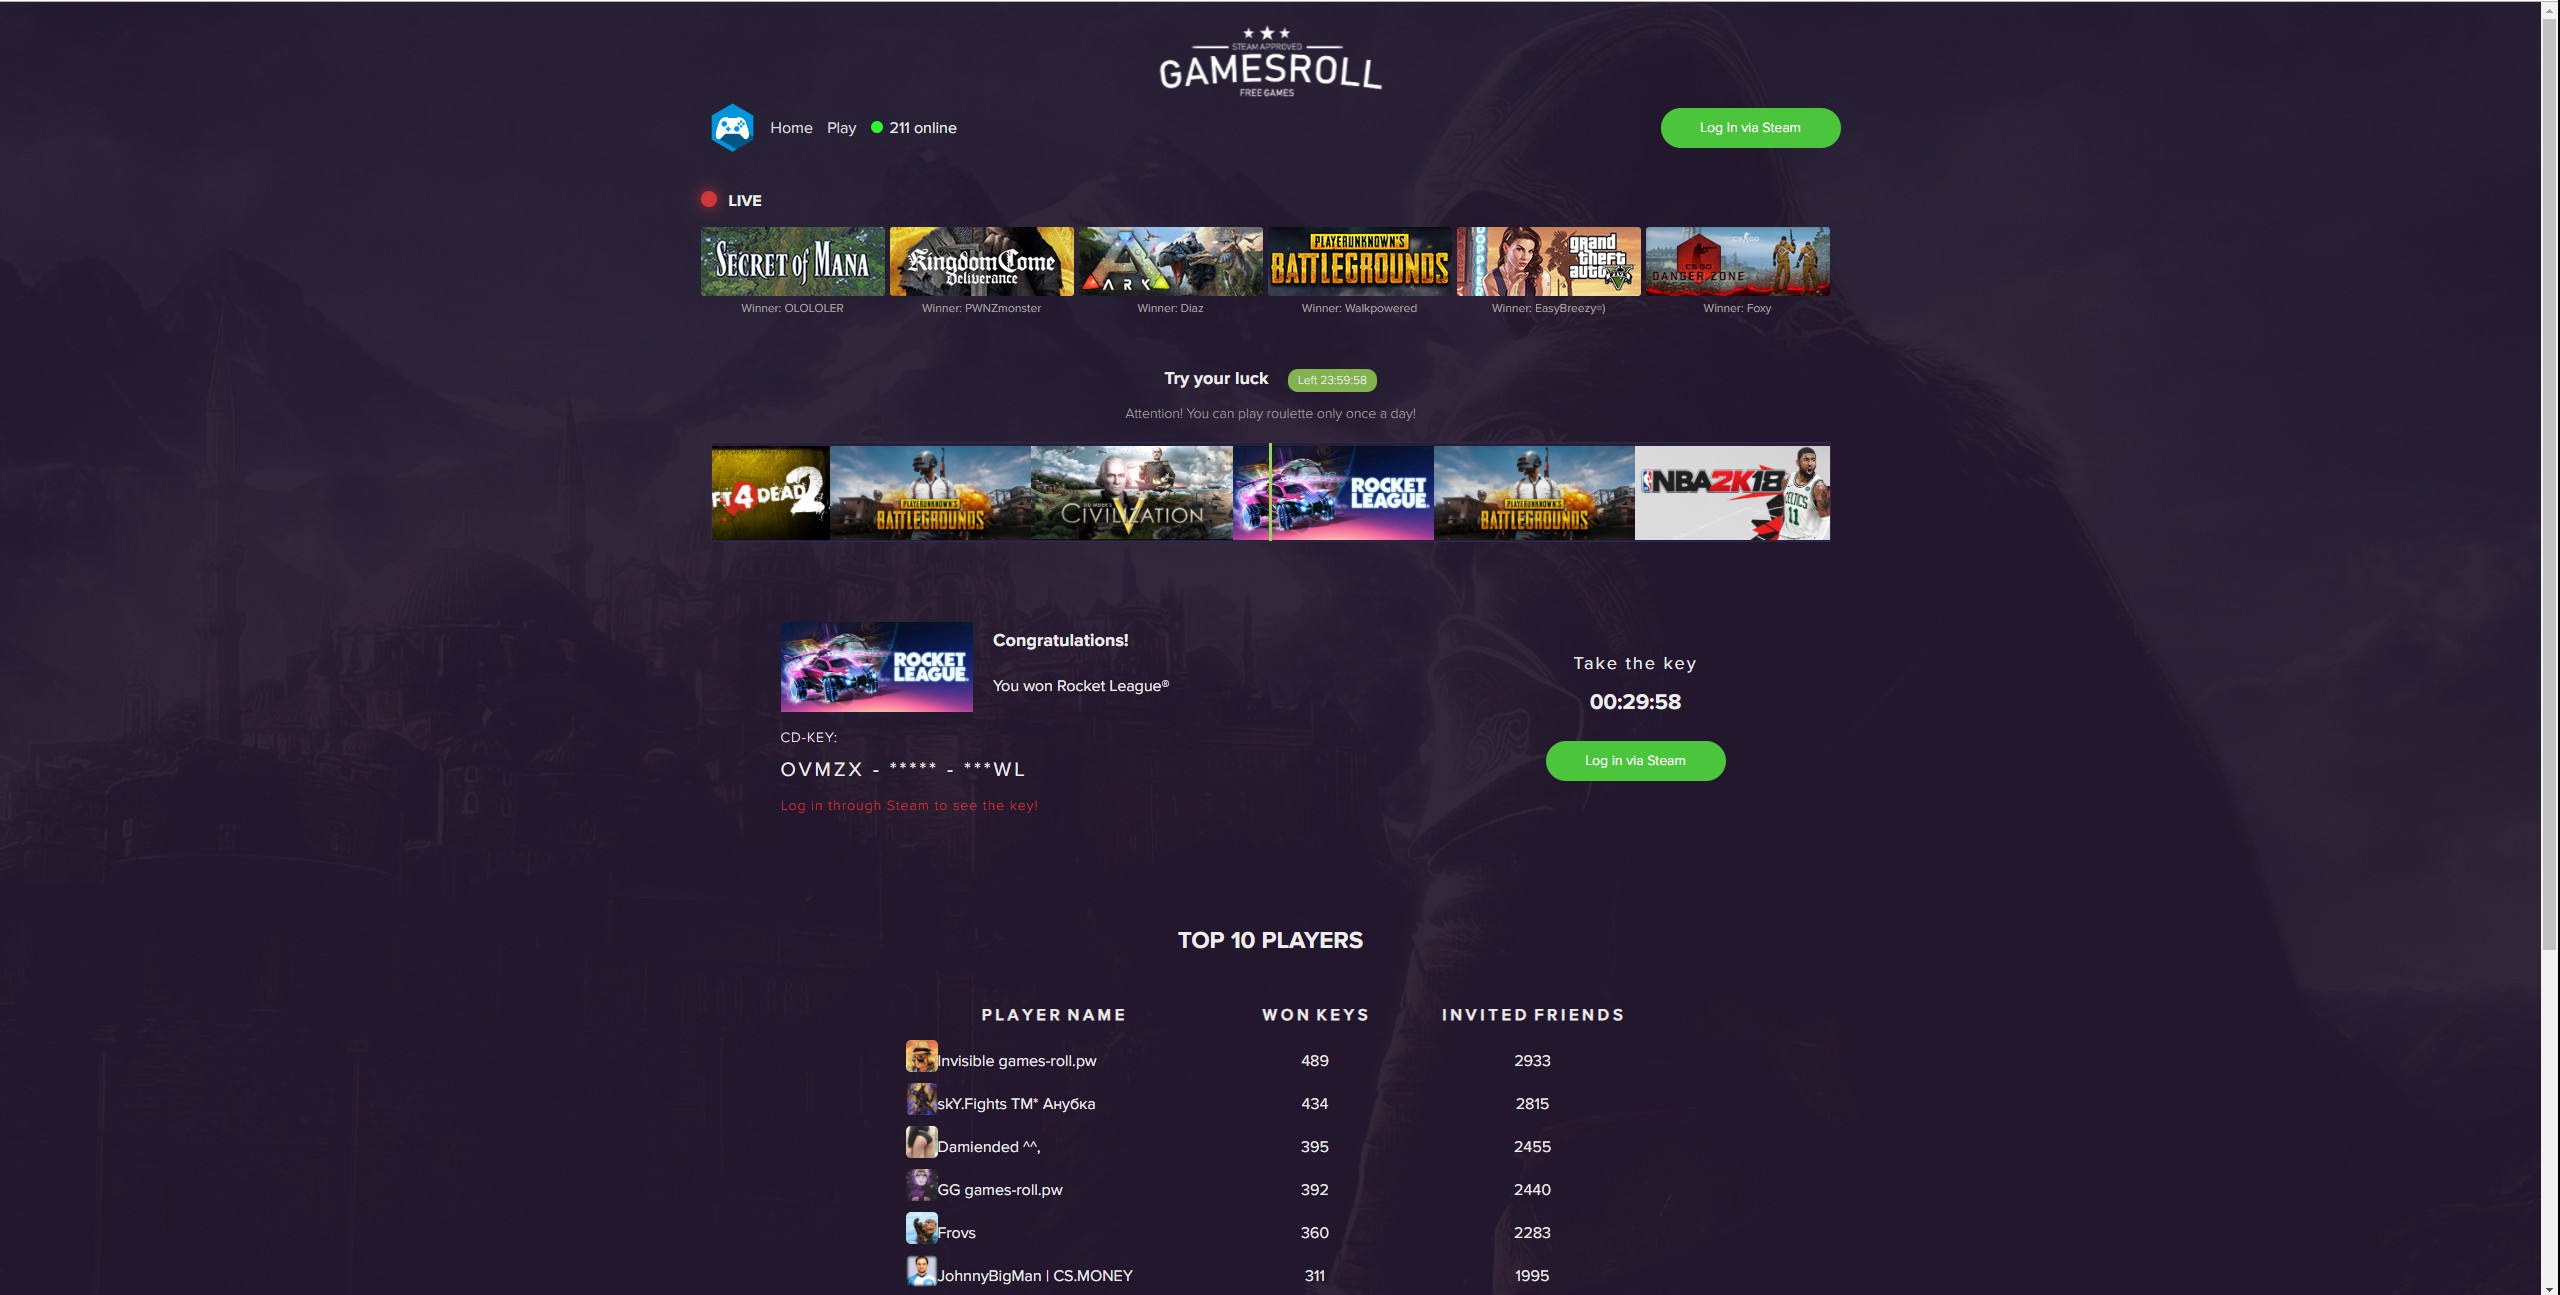 STEAM APPROVED
GAMESROLL
FREE GAMES
Home Play 211 online
Log In via Steam
LIVE
SECRET of MANA
Kingdom Come Deliverance
ARK
PLAYERUNKNOWN'S BATTLEGROUNDS
grand theft auto V
CS:GO DANGER ZONE
Winner: OLOLOLER
Winner: PWNZmonster
Winner: Diaz
Winner: Walkpowered
Winner: EasyBreezy=)
Winner: Foxy
Try your luck Left 23:59:58
Attention! You can play roulette only once a day!
FT 4 DEAD 2
PLAYERUNKNOWN'S BATTLEGROUNDS
SID MEIER'S CIVILIZATION V
ROCKET LEAGUE
PLAYERUNKNOWN'S BATTLEGROUNDS
NBA 2K18
CELTICS 11
ROCKET LEAGUE
Congratulations!
You won Rocket League®
Take the key
00:29:58
Log in via Steam
CD-KEY:
OVMZX - ***** - ***WL
Log in through Steam to see the key!
TOP 10 PLAYERS
PLAYER NAME WON KEYS INVITED FRIENDS
Invisible games-roll.pw 489 2933
skY.Fights TM* Анубка 434 2815
Damiended ^^, 395 2455
GG games-roll.pw 392 2440
Frovs 360 2283
JohnnyBigMan | CS.MONEY 311 1995